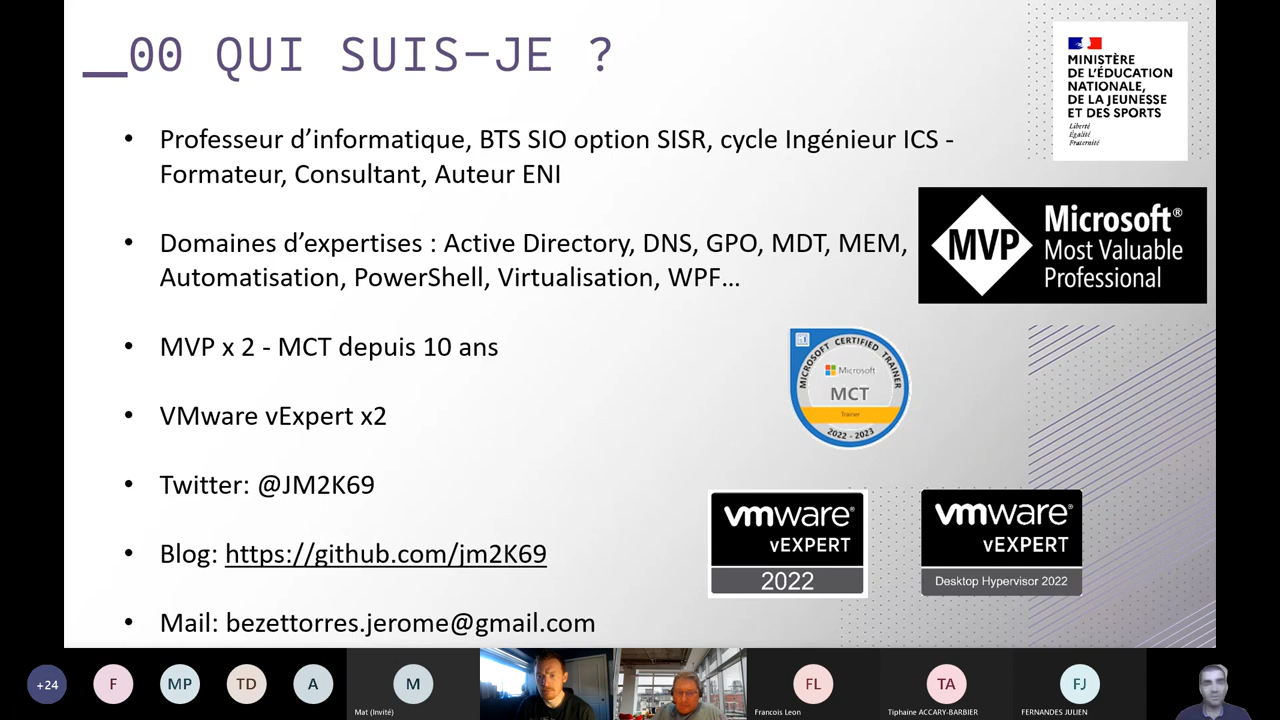 __00 QUI SUIS-JE ?
• Professeur d’informatique, BTS SIO option SISR, cycle Ingénieur ICS -
Formateur, Consultant, Auteur ENI
• Domaines d’expertises : Active Directory, DNS, GPO, MDT, MEM,
Automatisation, PowerShell, Virtualisation, WPF…
• MVP x 2 - MCT depuis 10 ans
• VMware vExpert x2
• Twitter: @JM2K69
• Blog: https://github.com/jm2K69
• Mail: bezettorres.jerome@gmail.com
MINISTÈRE
DE L'ÉDUCATION
NATIONALE,
DE LA JEUNESSE
ET DES SPORTS
Liberté
Égalité
Fraternité
MVP
Microsoft®
Most Valuable
Professional
MICROSOFT CERTIFIED TRAINER
Microsoft
MCT
Trainer
2022 - 2023
vmware®
vEXPERT
2022
vmware®
vEXPERT
Desktop Hypervisor 2022
+24
F
MP
TD
A
M
Mat (Invité)
FL
Francois Leon
TA
Tiphaine ACCARY-BARBIER
FJ
FERNANDES JULIEN